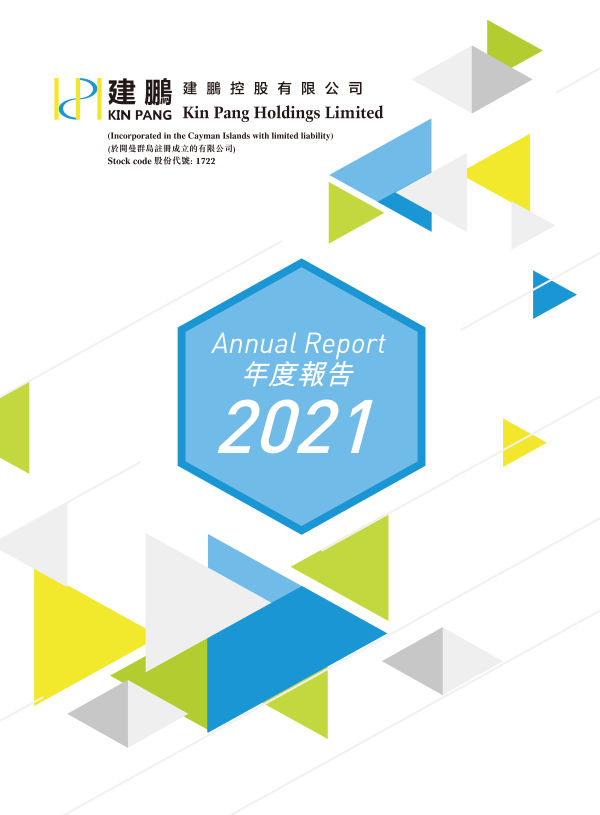 建鵬
KIN PANG
建鵬控股有限公司
Kin Pang Holdings Limited
(Incorporated in the Cayman Islands with limited liability)
(於開曼群島註冊成立的有限公司)
Stock code 股份代號: 1722
Annual Report
年度報告
2021